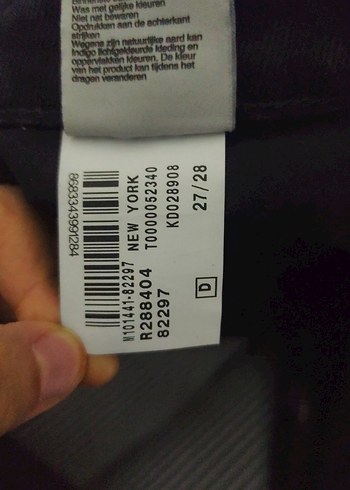 Was met gelijke kleuren
Niet net bewaren
Opdrukken aan de achterkant
strijken
Wegens zijn natuurlijke aard kan
Indigo lichtgekleurde kleding en
oppervlakken kleuren. De kleur
van het product kan tijdens het
dragen veranderen
8683343991284
M101441-82297 NEW YORK
R288404 T0000052340
82297 KD028908
D 27/28